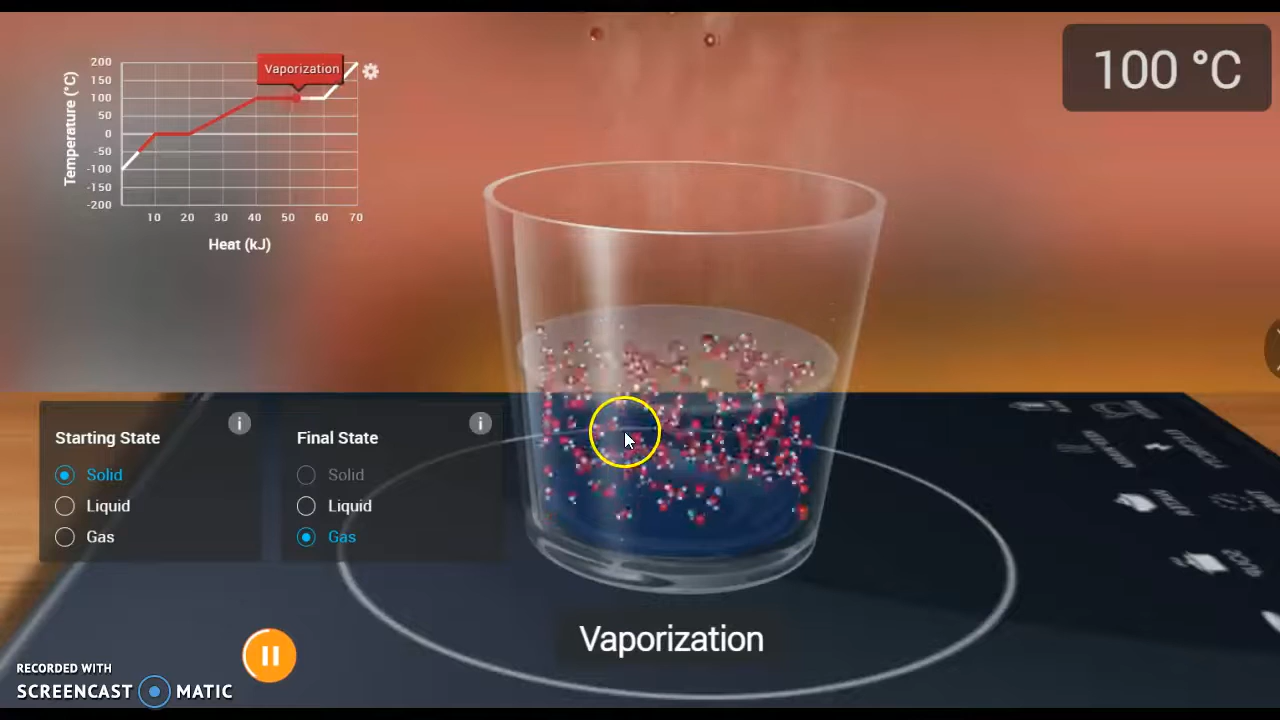 200
150
100
50
0
-50
-100
-150
-200
Temperature (°C)
Vaporization
10 20 30 40 50 60 70
Heat (kJ)
100 °C
Starting State
Solid
Liquid
Gas
Final State
Solid
Liquid
Gas
Vaporization
RECORDED WITH
SCREENCAST MATIC